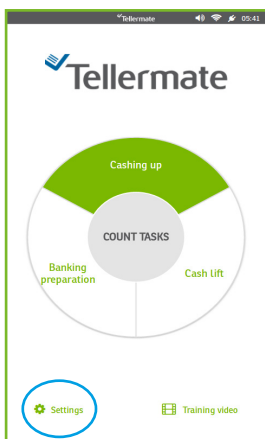 Tellermate 05:41
Tellermate
Cashing up
COUNT TASKS
Banking
preparation
Cash lift
Settings
Training video